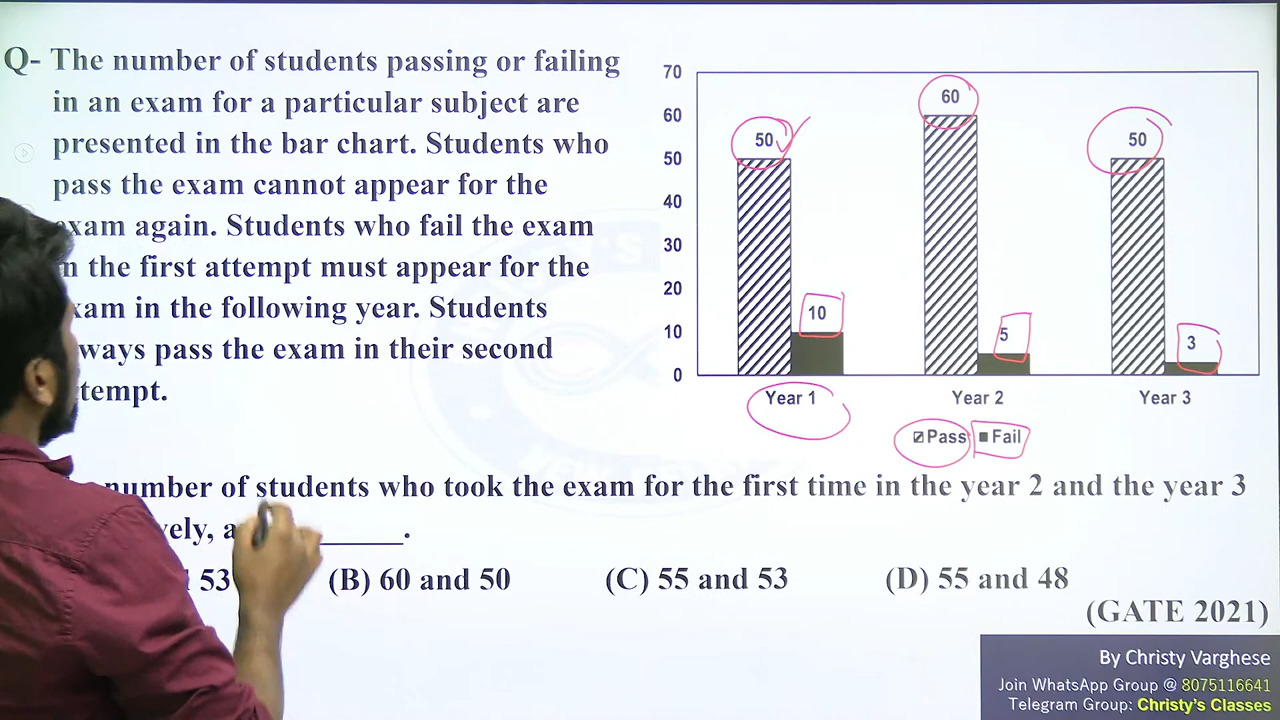 Q- The number of students passing or failing
in an exam for a particular subject are
presented in the bar chart. Students who
pass the exam cannot appear for the
exam again. Students who fail the exam
the first attempt must appear for the
in the following year. Students
pass the exam in their second
70
60
50
40
30
20
10
0
50
10
60
5
50
3
Year 1
Year 2
Year 3
Pass
Fail
number of students who took the exam for the first time in the year 2 and the year 3
.
53
(B) 60 and 50
(C) 55 and 53
(D) 55 and 48
(GATE 2021)
By Christy Varghese
Join WhatsApp Group @ 8075116641
Telegram Group: Christy's Classes